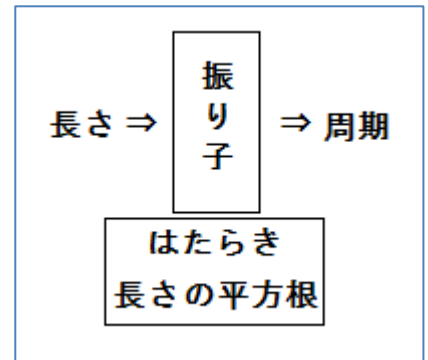 長さ⇒
振り子
⇒周期
はたらき
長さの平方根